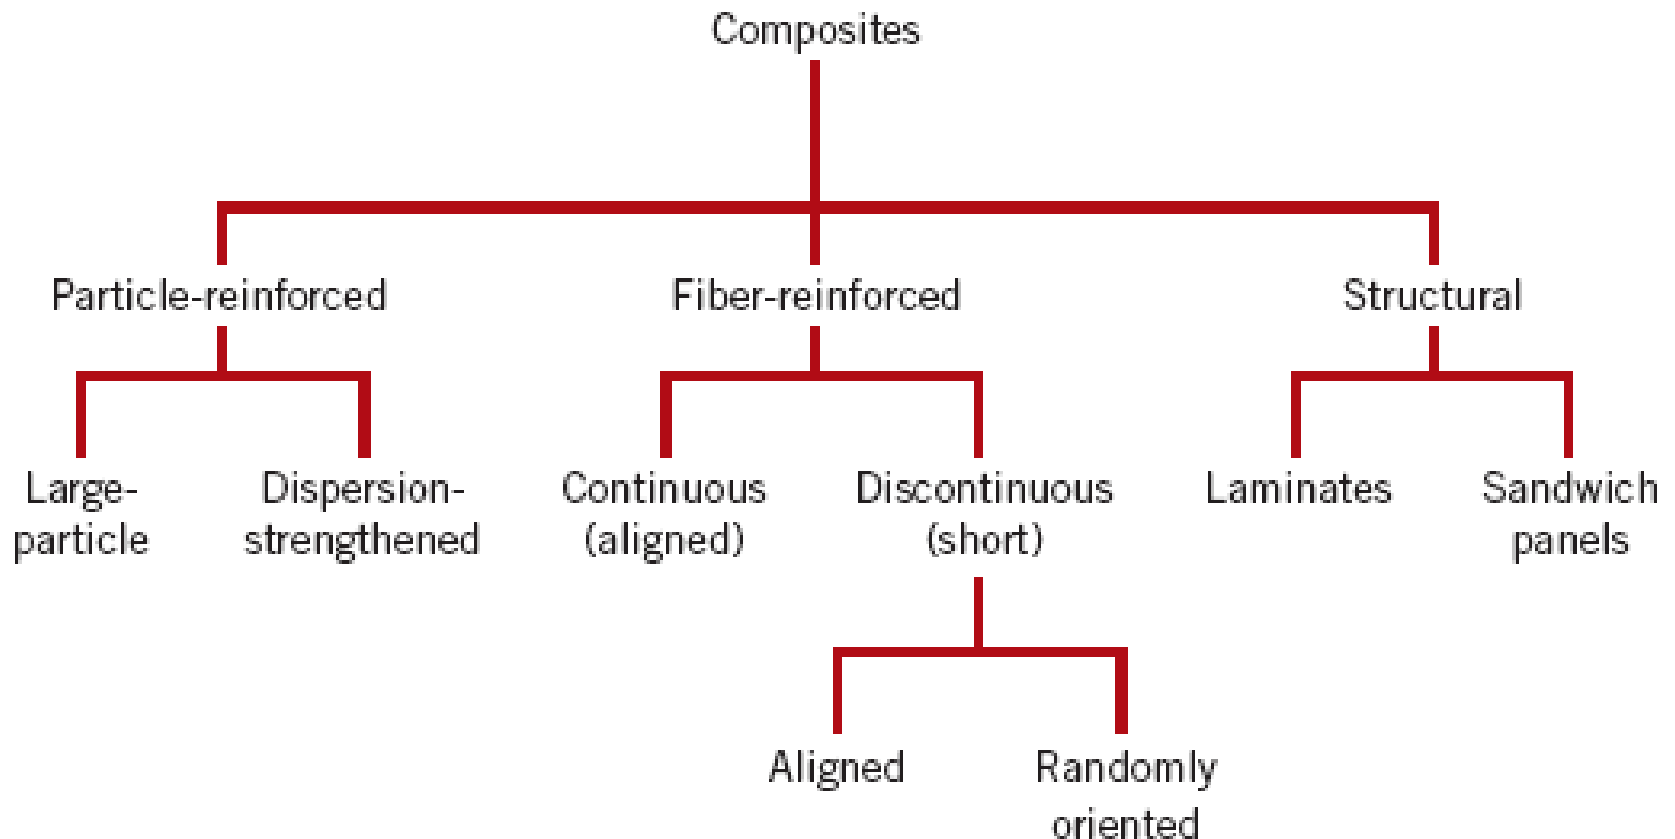 Composites
Particle-reinforced
Fiber-reinforced
Structural
Large-
particle
Dispersion-
strengthened
Continuous
(aligned)
Discontinuous
(short)
Laminates
Sandwich
panels
Aligned
Randomly
oriented